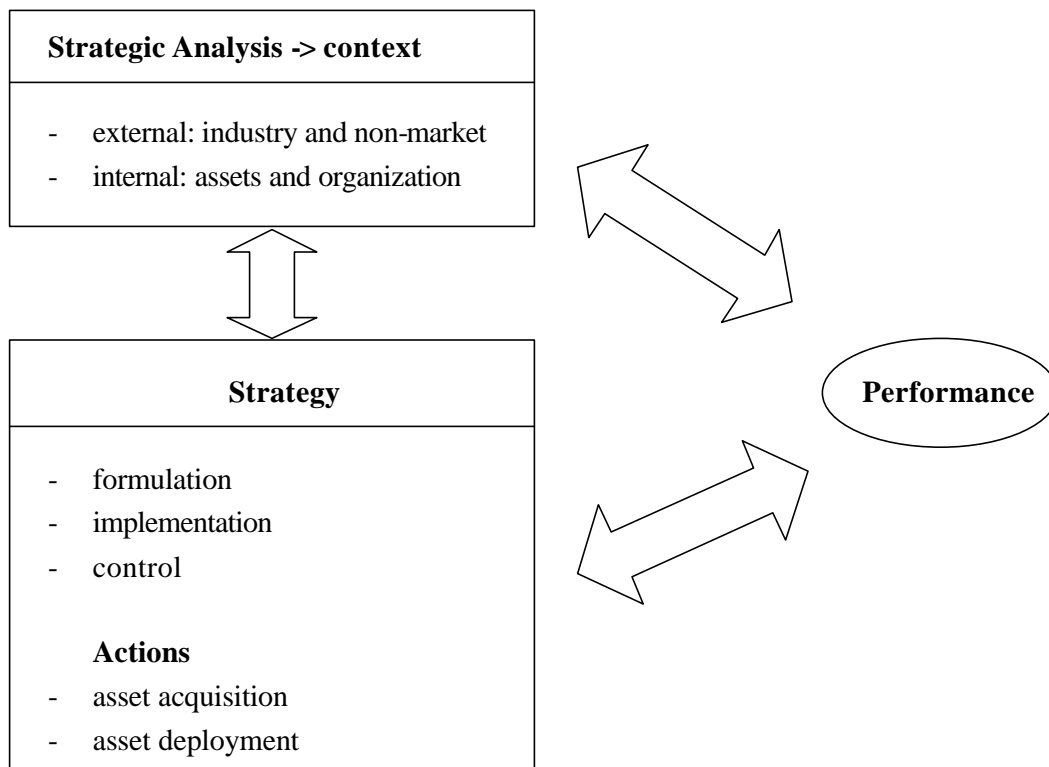 Strategic Analysis -> context
- external: industry and non-market
- internal: assets and organization
Strategy
- formulation
- implementation
- control
Actions
- asset acquisition
- asset deployment
Performance